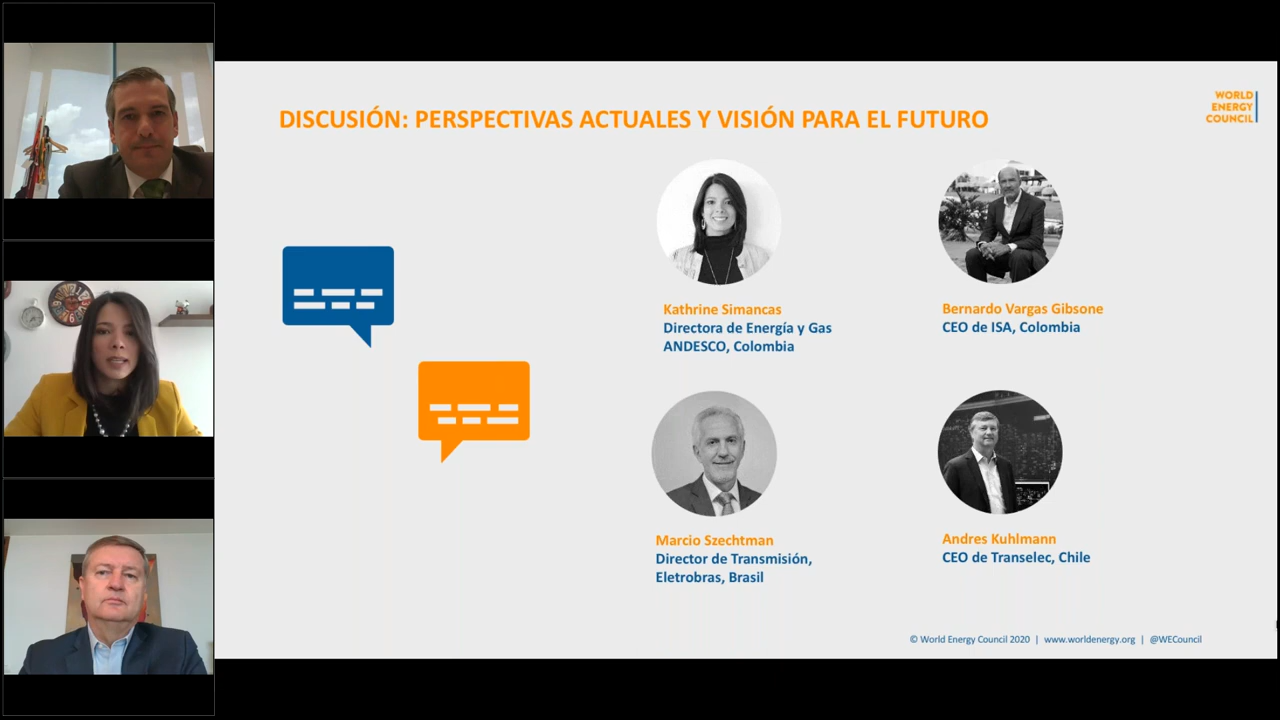 DISCUSIÓN: PERSPECTIVAS ACTUALES Y VISIÓN PARA EL FUTURO
WORLD
ENERGY
COUNCIL
Kathrine Simancas
Directora de Energía y Gas
ANDESCO, Colombia
Bernardo Vargas Gibsone
CEO de ISA, Colombia
Marcio Szechtman
Director de Transmisión,
Eletrobras, Brasil
Andres Kuhlmann
CEO de Transelec, Chile
© World Energy Council 2020 | www.worldenergy.org | @WECouncil